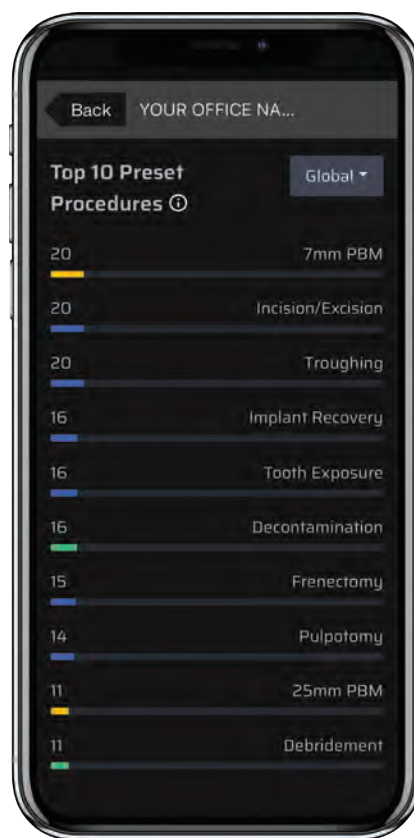 Back YOUR OFFICE NA...
Top 10 Preset
Procedures
Global
20 7mm PBM
20 Incision/Excision
20 Troughing
16 Implant Recovery
16 Tooth Exposure
16 Decontamination
15 Frenectomy
14 Pulpotomy
11 25mm PBM
11 Debridement